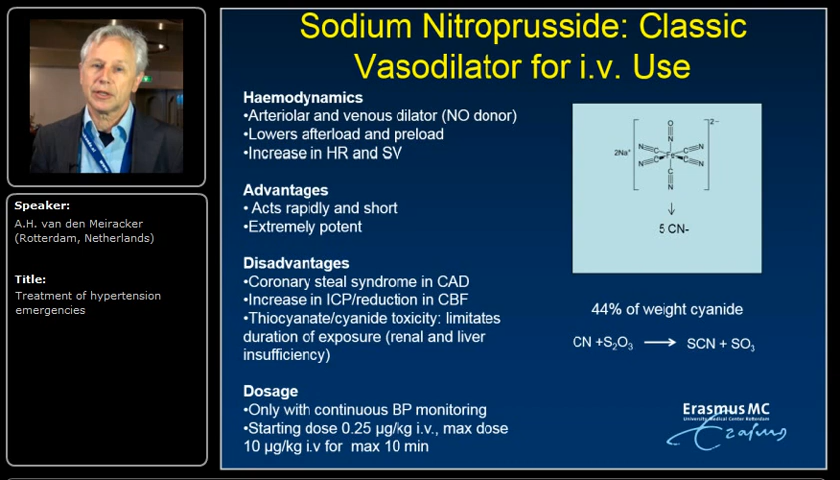 Sodium Nitroprusside: Classic
Vasodilator for i.v. Use
Haemodynamics
•Arteriolar and venous dilator (NO donor)
•Lowers afterload and preload
•Increase in HR and SV
Advantages
• Acts rapidly and short
•Extremely potent
Disadvantages
•Coronary steal syndrome in CAD
•Increase in ICP/reduction in CBF
•Thiocyanate/cyanide toxicity: limitates
duration of exposure (renal and liver
insufficiency)
Dosage
•Only with continuous BP monitoring
•Starting dose 0.25 µg/kg i.v., max dose
10 µg/kg i.v for max 10 min
2Na⁺
O
N
N C C N
Fe
N C C N
C
N
2–
↓
5 CN-
44% of weight cyanide
CN +S₂O₃ → SCN + SO₃
Erasmus MC
University Medical Center Rotterdam
Erasmus
Speaker:
A.H. van den Meiracker
(Rotterdam, Netherlands)
Title:
Treatment of hypertension
emergencies